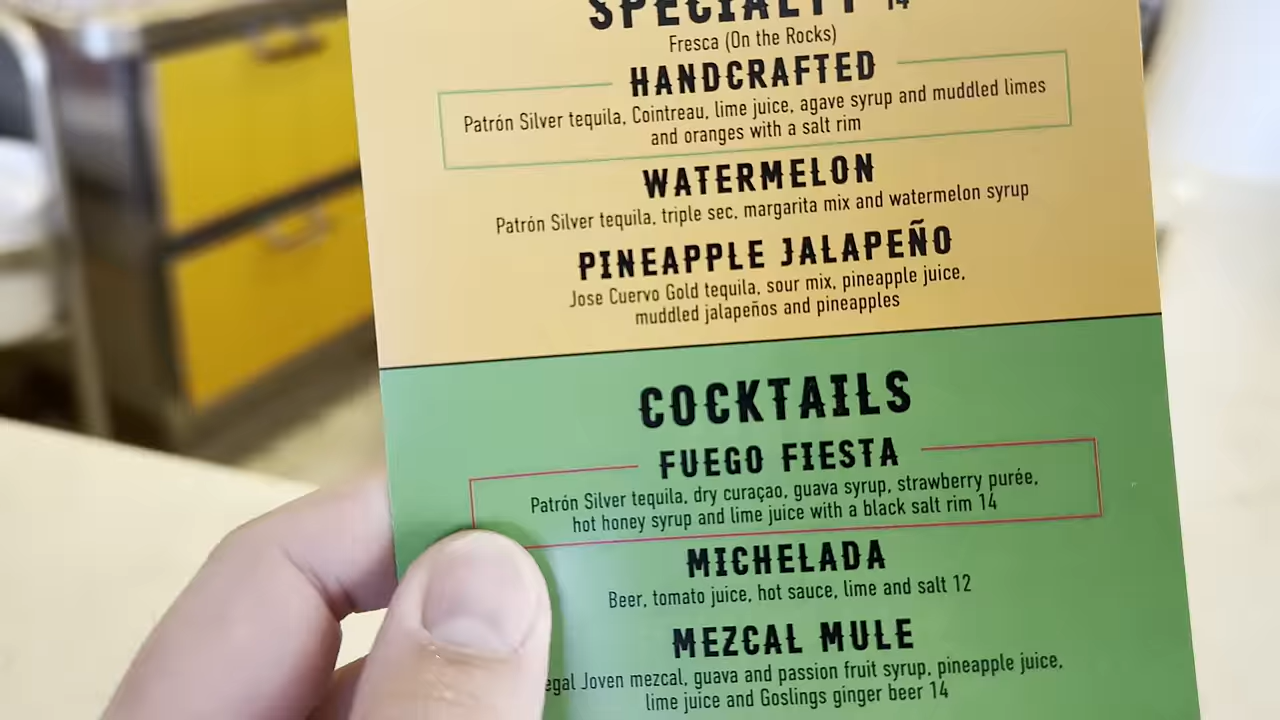 SPECIALTY 14
Fresca (On the Rocks)
HANDCRAFTED
Patrón Silver tequila, Cointreau, lime juice, agave syrup and muddled limes
and oranges with a salt rim
WATERMELON
Patrón Silver tequila, triple sec, margarita mix and watermelon syrup
PINEAPPLE JALAPEÑO
Jose Cuervo Gold tequila, sour mix, pineapple juice,
muddled jalapeños and pineapples
COCKTAILS
FUEGO FIESTA
Patrón Silver tequila, dry curaçao, guava syrup, strawberry purée,
hot honey syrup and lime juice with a black salt rim 14
MICHELADA
Beer, tomato juice, hot sauce, lime and salt 12
MEZCAL MULE
Joven mezcal, guava and passion fruit syrup, pineapple juice,
lime juice and Goslings ginger beer 14